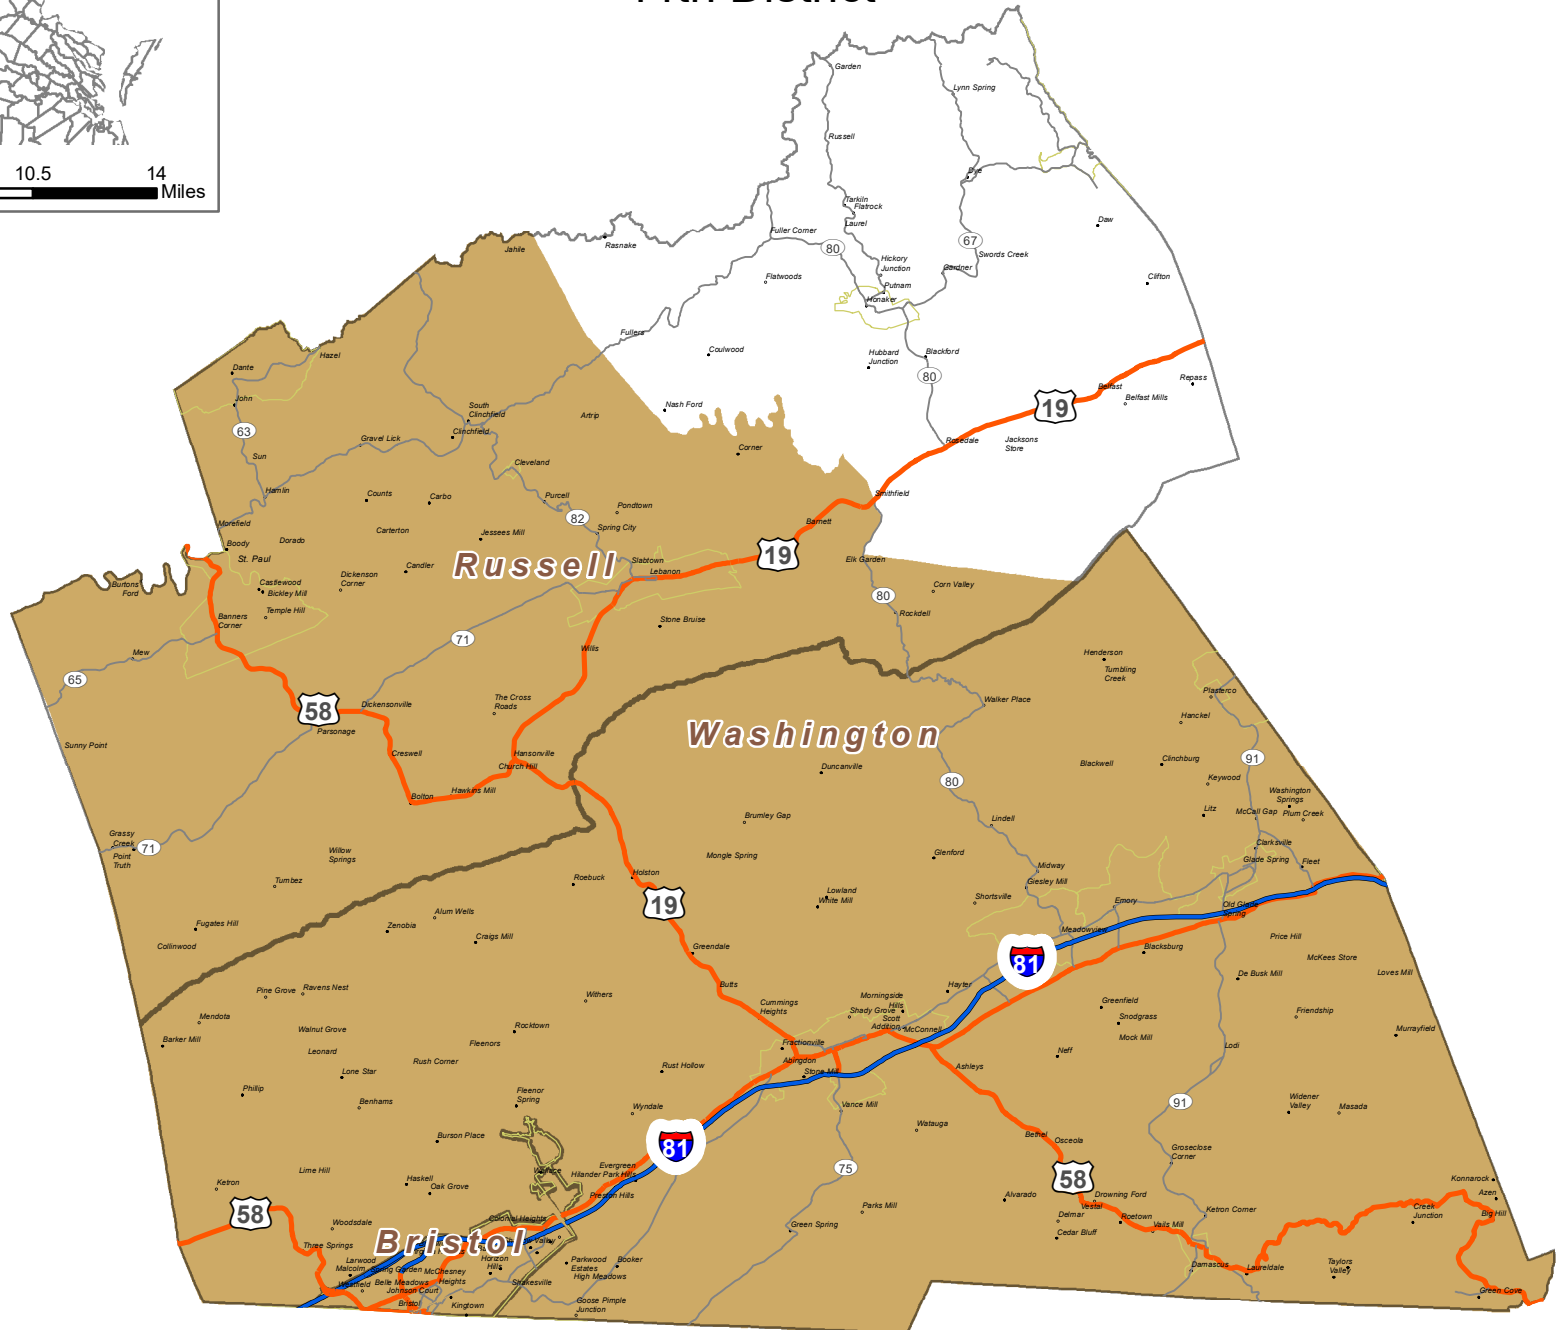 10.5
14
Miles
Garden
Lynn Spring
Russell
Dye
Tarkiln
Flatrock
Laurel
Daw
Fuller Corner
80
67
Rasnake
Jahile
Swords Creek
Hickory
Junction
Gardner
Flatwoods
Clifton
Putnam
Honaker
Fullers
Coulwood
Hubbard
Junction
Blackford
Hazel
Dante
80
Repass
Belfast
Belfast Mills
19
John
South
Clinchfield
Nash Ford
Artrip
Clinchfield
63
Gravel Lick
Rosedale
Jacksons
Store
Corner
Sun
Cleveland
Hamlin
Counts
Carbo
Purcell
Smithfield
Pondtown
82
Morefield
Spring City
Barnett
Carterton
Jessees Mill
Boody
Dorado
St. Paul
19
Russell
Slabtown
Lebanon
Elk Garden
Candler
Dickenson
Corner
Burtons
Ford
Castlewood
Bickley Mill
Corn Valley
80
Temple Hill
Banners
Corner
Rockdell
Stone Bruise
71
Willis
Mew
Henderson
Tumbling
Creek
65
Plasterco
The Cross
Roads
Walker Place
58
Dickensonville
Hanckel
Parsonage
Washington
Sunny Point
Creswell
Hansonville
Church Hill
Duncanville
Blackwell
Clinchburg
91
80
Keywood
Bolton
Hawkins Mill
Washington
Springs
Litz
McCall Gap
Plum Creek
Brumley Gap
Lindell
Grassy
Creek
71
Point
Truth
Willow
Springs
Mongle Spring
Glenford
Clarksville
Glade Spring
Fleet
Midway
Tumbez
Roebuck
Holston
Giesley Mill
Lowland
White Mill
Shortsville
Emory
19
Old Glade
Spring
Alum Wells
Fugates Hill
Zenobia
Meadowview
Craigs Mill
Price Hill
Collinwood
Greendale
Blacksburg
McKees Store
81
De Busk Mill
Loves Mill
Butts
Pine Grove
Ravens Nest
Withers
Hayter
Morningside
Hills
Cummings
Heights
Shady Grove
Scott
Addition
McConnell
Greenfield
Snodgrass
Friendship
Mendota
Walnut Grove
Rocktown
Mock Mill
Murrayfield
Barker Mill
Fleenors
Fractionville
Lodi
Leonard
Neff
Rush Corner
Abingdon
Rust Hollow
Stone Mill
Ashleys
Lone Star
Phillip
Fleenor
Spring
Benhams
Wyndale
Vance Mill
91
Widener
Valley
Masada
Watauga
Burson Place
81
Bethel
Osceola
Groseclose
Corner
Lime Hill
Wallace
Evergreen
Hilander Park Hills
75
58
Ketron
Haskell
Oak Grove
Preston Hills
Konnarock
Azen
Alvarado
Drowning Ford
Vestal
58
Parks Mill
Delmar
Roetown
Ketron Corner
Creek
Junction
Big Hill
Woodsdale
Colonial Heights
Green Spring
Cedar Bluff
Vails Mill
Three Springs
Bristol
Larwood
Malcolm
Spring Garden
McChesney
Heights
Horizon
Hills
Parkwood
Estates
Booker
High Meadows
Damascus
Laureldale
Taylors
Valley
Westfield
Belle Meadows
Johnson Court
Shakesville
Green Cove
Bristol
Kingtown
Goose Pimple
Junction